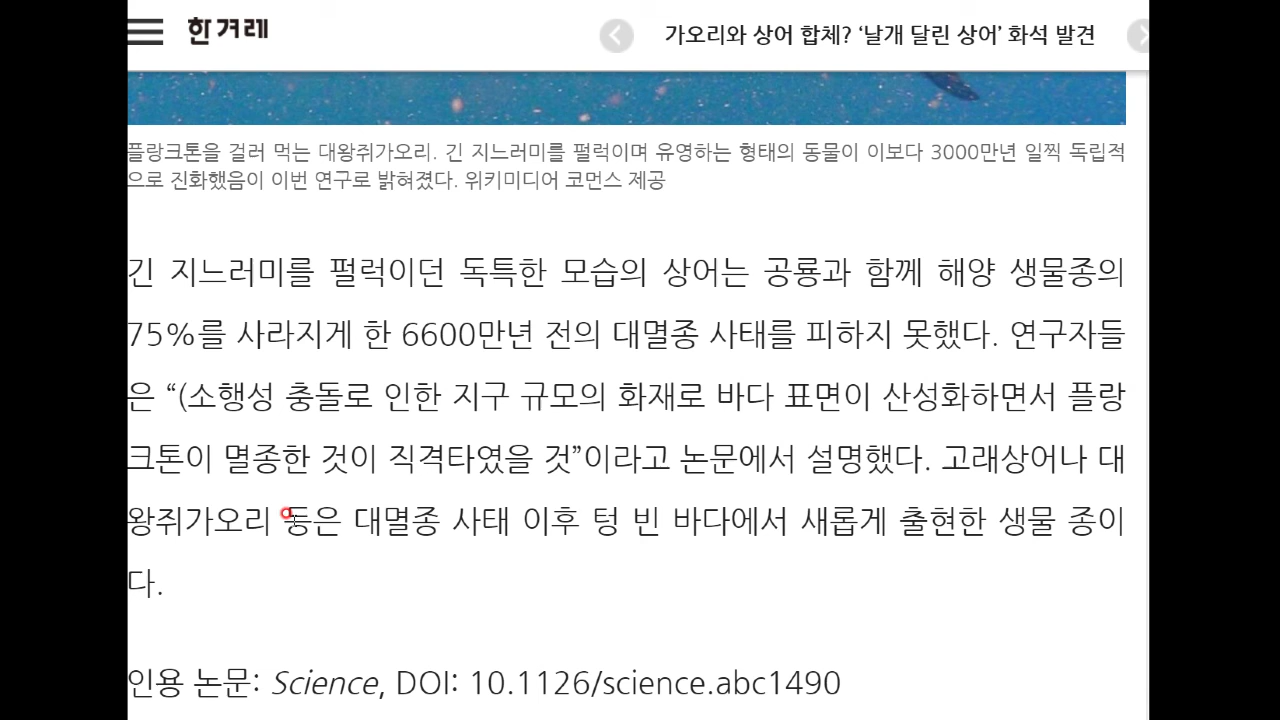 한겨레
가오리와 상어 합체? ‘날개 달린 상어’ 화석 발견
플랑크톤을 걸러 먹는 대왕쥐가오리. 긴 지느러미를 펄럭이며 유영하는 형태의 동물이 이보다 3000만년 일찍 독립적
으로 진화했음이 이번 연구로 밝혀졌다. 위키미디어 코먼스 제공
긴 지느러미를 펄럭이던 독특한 모습의 상어는 공룡과 함께 해양 생물종의
75%를 사라지게 한 6600만년 전의 대멸종 사태를 피하지 못했다. 연구자들
은 “(소행성 충돌로 인한 지구 규모의 화재로 바다 표면이 산성화하면서 플랑
크톤이 멸종한 것이 직격타였을 것”이라고 논문에서 설명했다. 고래상어나 대
왕쥐가오리 등은 대멸종 사태 이후 텅 빈 바다에서 새롭게 출현한 생물 종이
다.
인용 논문: Science, DOI: 10.1126/science.abc1490